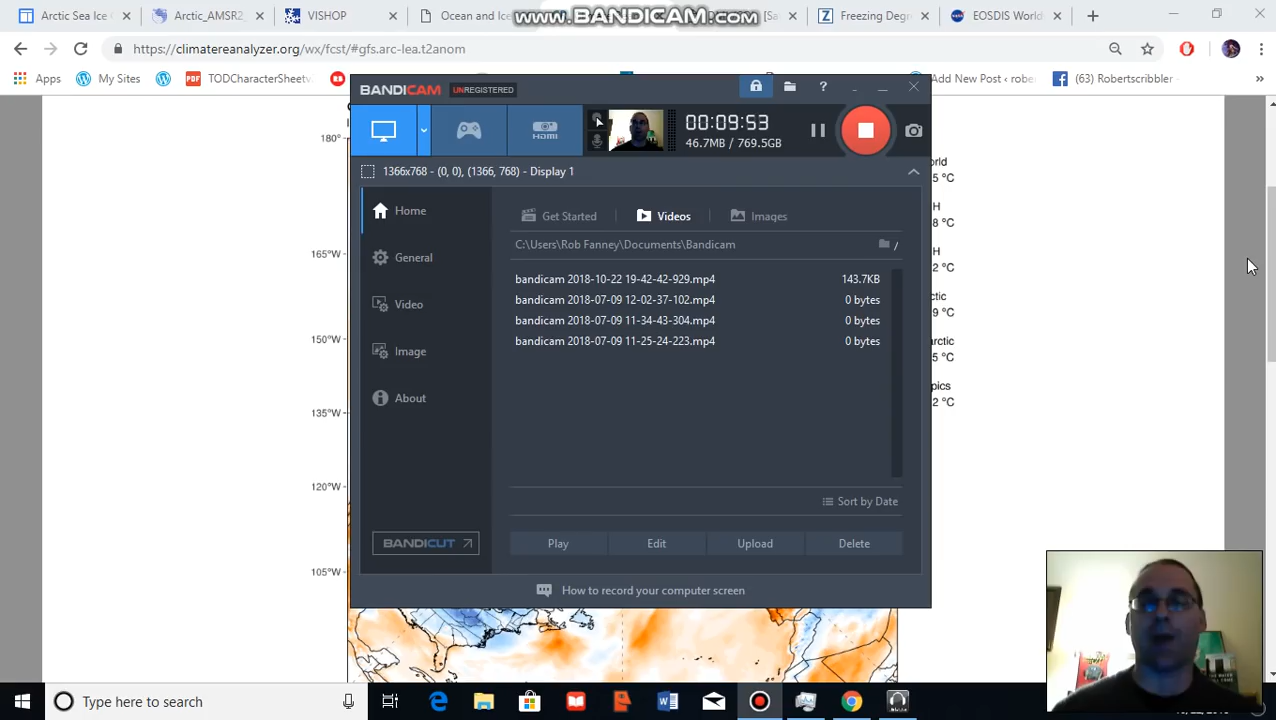 Arctic Sea Ice G
Arctic_AMSR2_
VISHOP
Ocean and Ice
www.BANDICAM.com
Freezing Degre
EOSDIS World
https://climatereanalyzer.org/wx/fcst/#gfs.arc-lea.t2anom
Apps
My Sites
TODCharacterSheetv
Add New Post ‹ robe
(63) Robertscribbler
BANDICAM UNREGISTERED
00:09:53
46.7MB / 769.5GB
HDMI
1366x768 - (0, 0), (1366, 768) - Display 1
Home
General
Video
Image
About
BANDICUT
Get Started
Videos
Images
C:\Users\Rob Fanney\Documents\Bandicam
bandicam 2018-10-22 19-42-42-929.mp4 143.7KB
bandicam 2018-07-09 12-02-37-102.mp4 0 bytes
bandicam 2018-07-09 11-34-43-304.mp4 0 bytes
bandicam 2018-07-09 11-25-24-223.mp4 0 bytes
Sort by Date
Play Edit Upload Delete
How to record your computer screen
180°
165°W
150°W
135°W
120°W
105°W
orld
5 °C
H
8 °C
H
2 °C
ctic
9 °C
arctic
5 °C
pics
2 °C
Type here to search